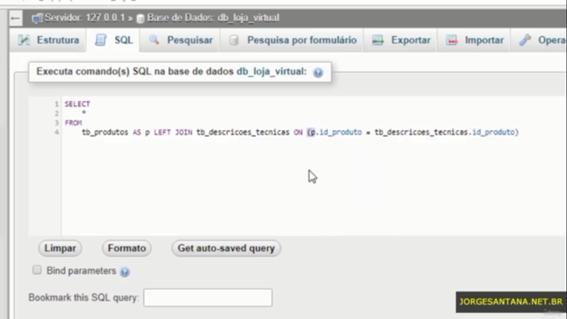 Servidor: 127.0.0.1 » Base de Dados: db_loja_virtual
Estrutura SQL Pesquisar Pesquisa por formulário Exportar Importar Opera
Executa comando(s) SQL na base de dados db_loja_virtual:
1 SELECT
2 *
3 FROM
4 tb_produtos AS p LEFT JOIN tb_descricoes_tecnicas ON (p.id_produto = tb_descricoes_tecnicas.id_produto)
Limpar Formato Get auto-saved query
Bind parameters
Bookmark this SQL query:
JORGESANTANA.NET.BR